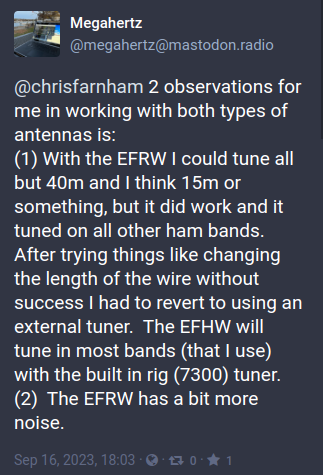 Megahertz
@megahertz@mastodon.radio
@chrisfarnham 2 observations for
me in working with both types of
antennas is:
(1) With the EFRW I could tune all
but 40m and I think 15m or
something, but it did work and it
tuned on all other ham bands.
After trying things like changing
the length of the wire without
success I had to revert to using an
external tuner.  The EFHW will
tune in most bands (that I use)
with the built in rig (7300) tuner.
(2)  The EFRW has a bit more
noise.
Sep 16, 2023, 18:03 · 0 · 1